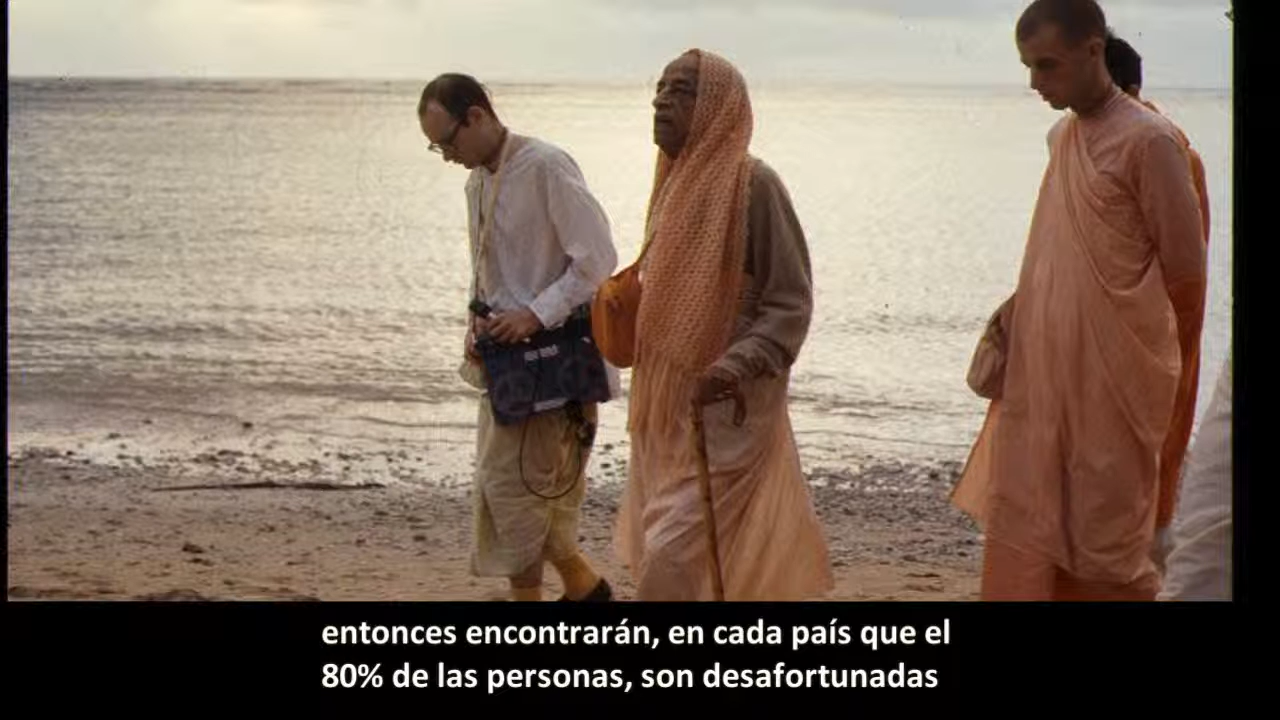 entonces encontrarán, en cada país que el
80% de las personas, son desafortunadas